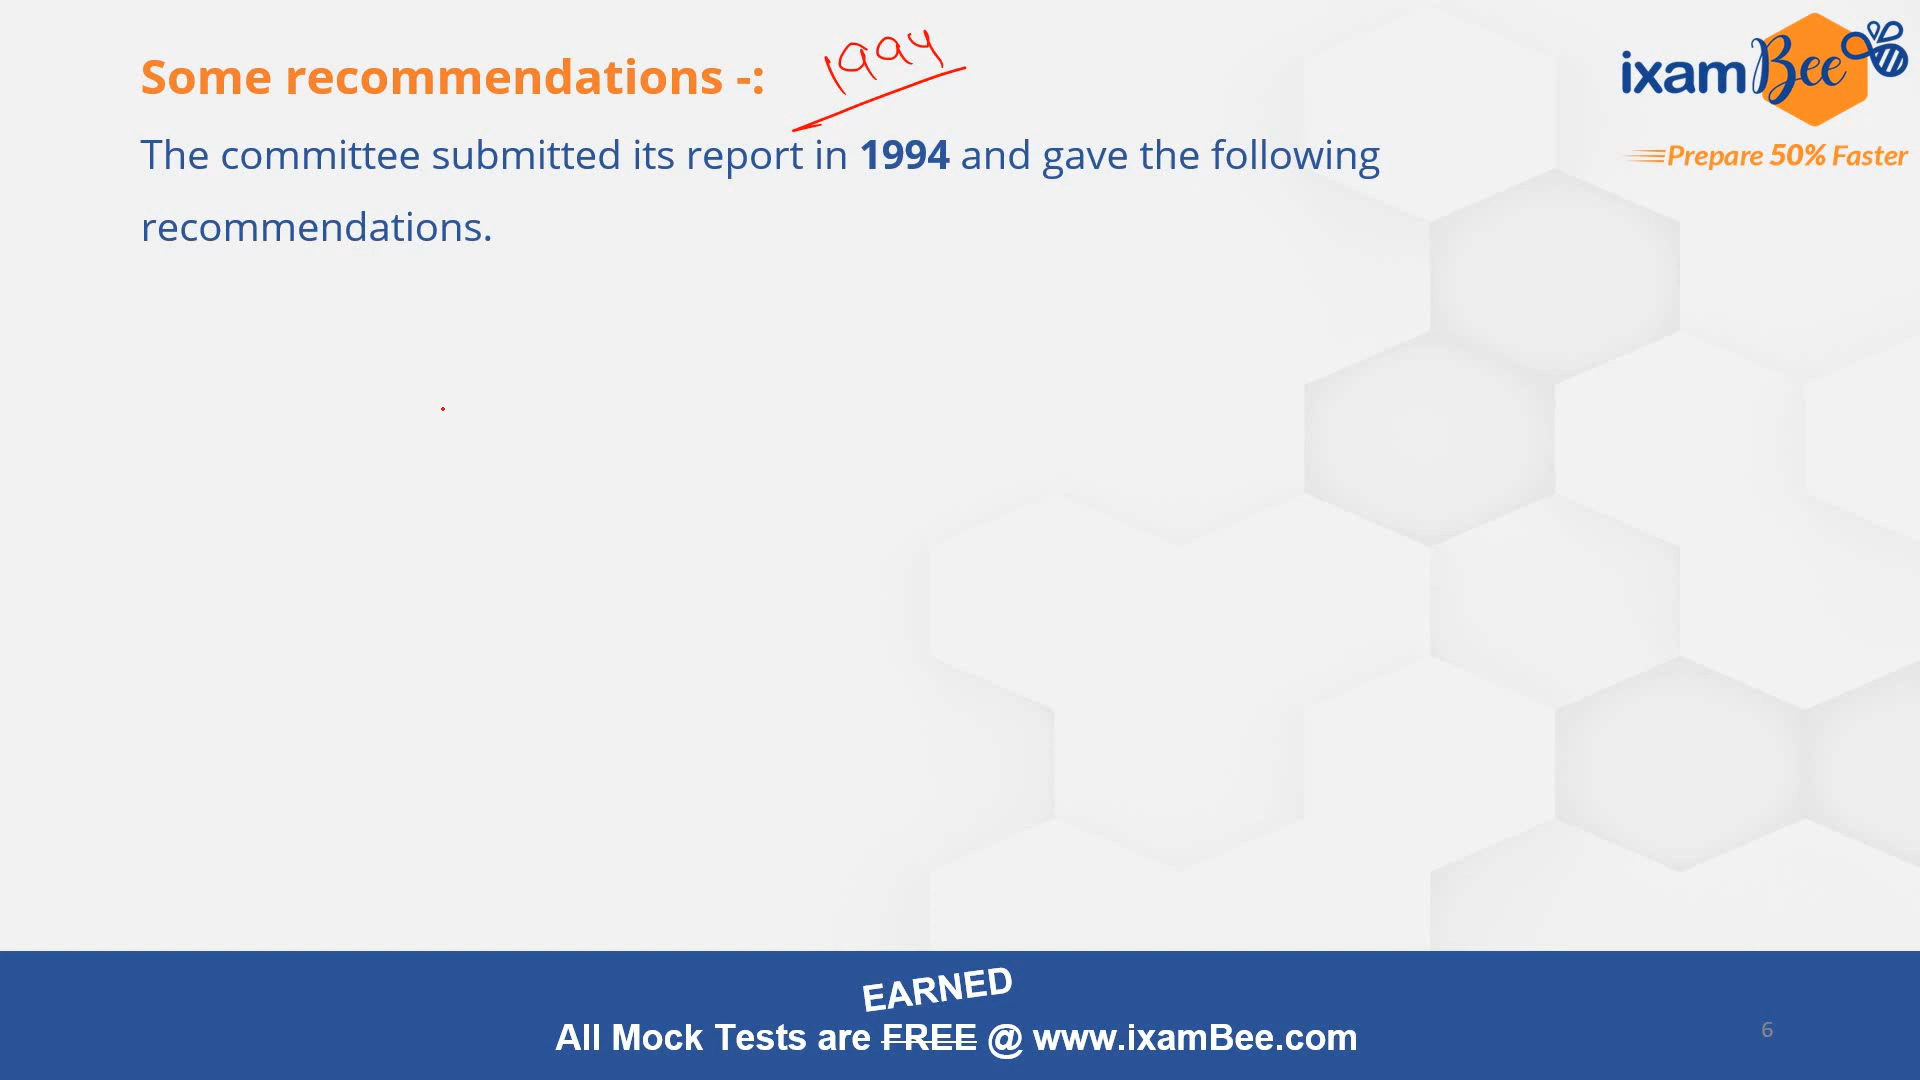 Some recommendations -:
1994
ixamBee
Prepare 50% Faster
The committee submitted its report in 1994 and gave the following
recommendations.
EARNED
All Mock Tests are FREE @ www.ixamBee.com
6